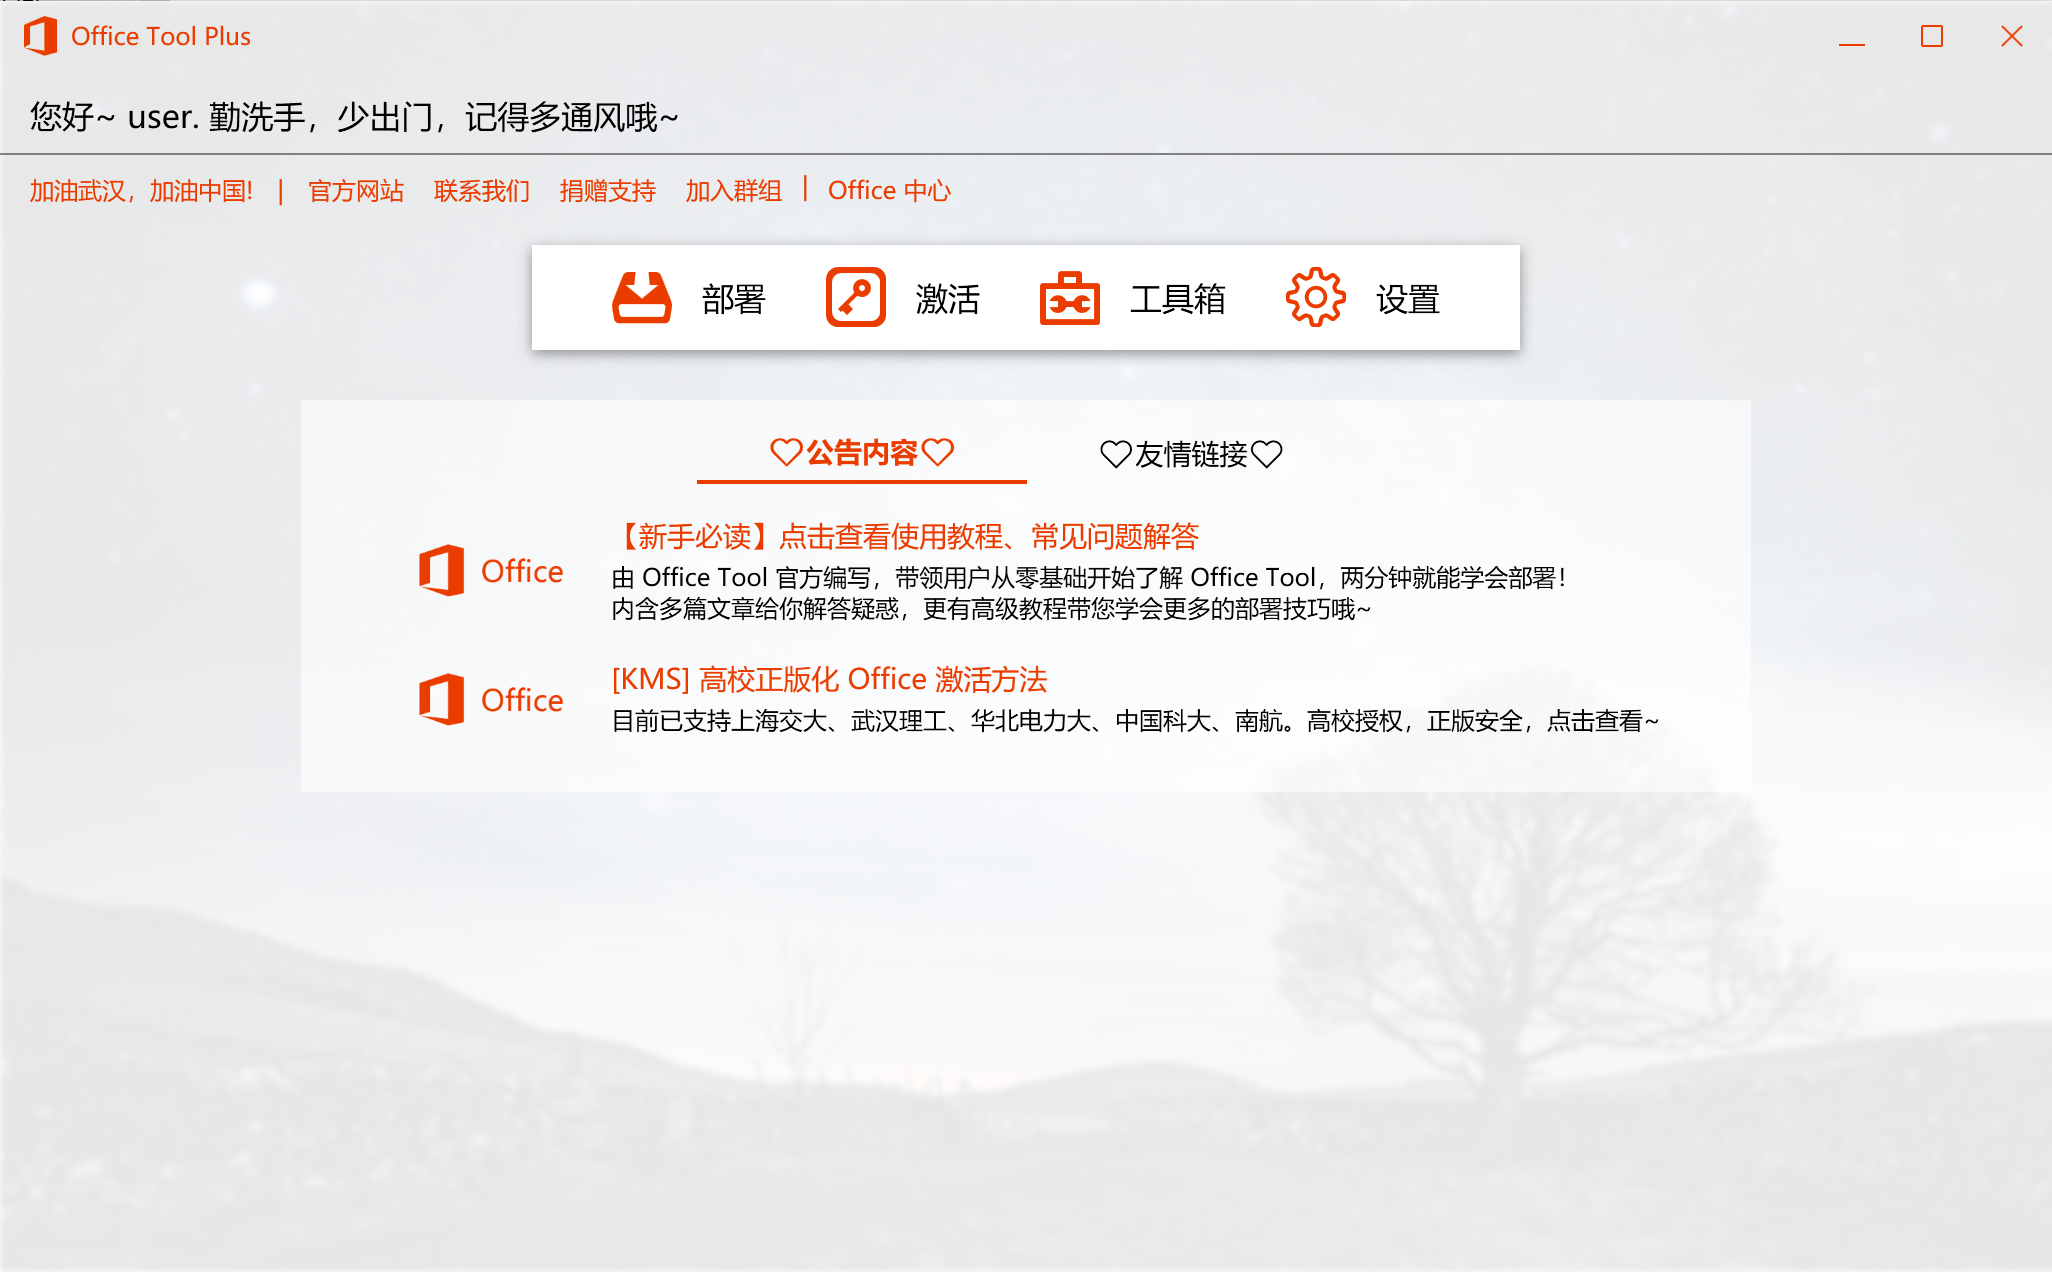 Office Tool Plus
您好~ user. 勤洗手，少出门，记得多通风哦~
加油武汉，加油中国! | 官方网站 联系我们 捐赠支持 加入群组 | Office 中心
部署 激活 工具箱 设置
♡公告内容♡ ♡友情链接♡
【新手必读】点击查看使用教程、常见问题解答
Office
由 Office Tool 官方编写，带领用户从零基础开始了解 Office Tool，两分钟就能学会部署！
内含多篇文章给你解答疑惑，更有高级教程带您学会更多的部署技巧哦~
[KMS] 高校正版化 Office 激活方法
Office
目前已支持上海交大、武汉理工、华北电力大、中国科大、南航。高校授权，正版安全，点击查看~